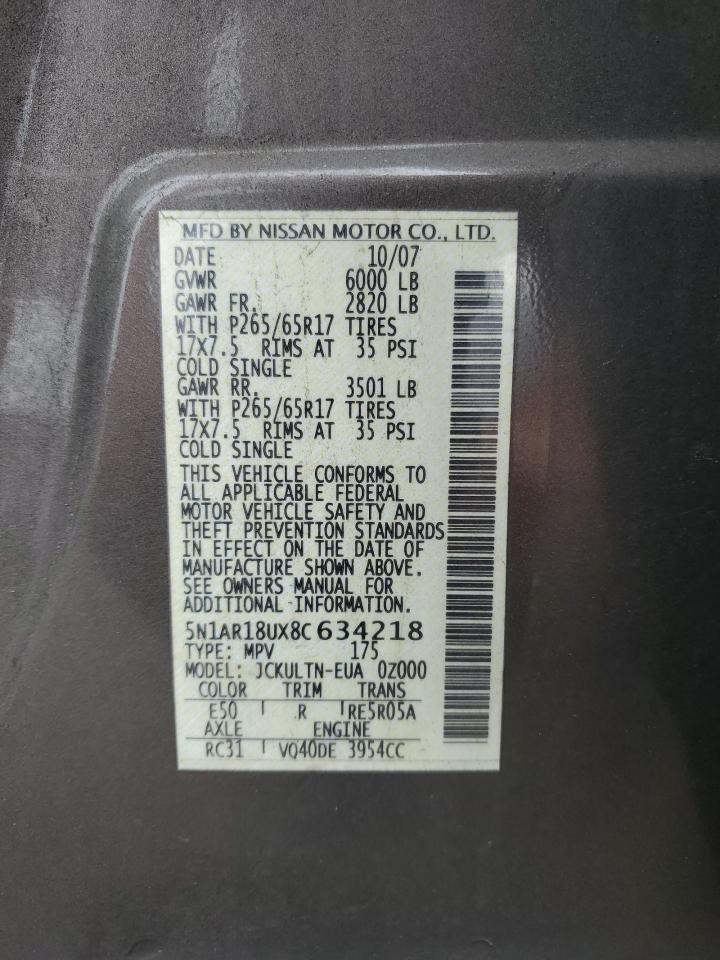 MFD BY NISSAN MOTOR CO., LTD.
DATE 10/07
GVWR 6000 LB
GAWR FR. 2820 LB
WITH P265/65R17 TIRES
17X7.5 RIMS AT 35 PSI
COLD SINGLE
GAWR RR. 3501 LB
WITH P265/65R17 TIRES
17X7.5 RIMS AT 35 PSI
COLD SINGLE
THIS VEHICLE CONFORMS TO
ALL APPLICABLE FEDERAL
MOTOR VEHICLE SAFETY AND
THEFT PREVENTION STANDARDS
IN EFFECT ON THE DATE OF
MANUFACTURE SHOWN ABOVE.
SEE OWNERS MANUAL FOR
ADDITIONAL INFORMATION.
5N1AR18UX8C634218
TYPE: MPV 175
MODEL: JCKULTN-EUA 0Z000
COLOR TRIM TRANS
E50 R RE5R05A
AXLE ENGINE
RC31 VQ40DE 3954CC